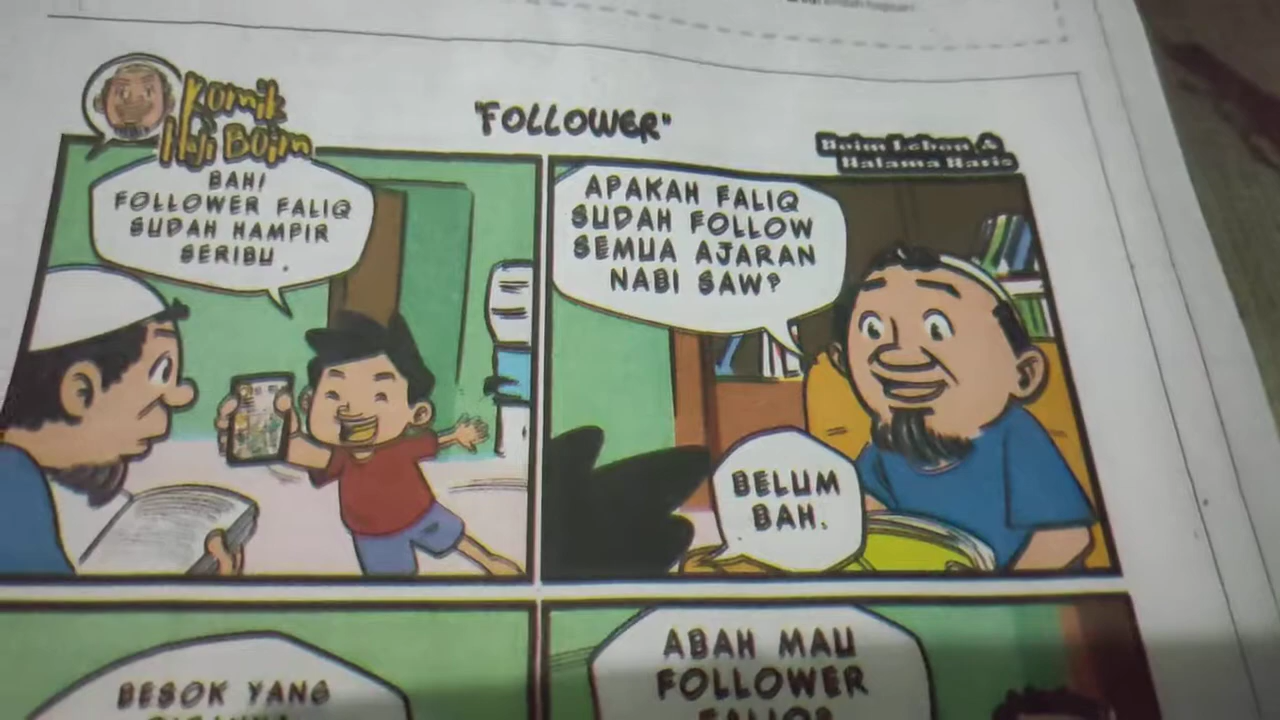 Komik
Haji Boim
"FOLLOWER"
Boim Lebon &
Halama Haris
BAH!
FOLLOWER FALIQ
SUDAH HAMPIR
SERIBU.
APAKAH FALIQ
SUDAH FOLLOW
SEMUA AJARAN
NABI SAW?
BELUM
BAH.
BESOK YANG
ABAH MAU
FOLLOWER
FALIQ?